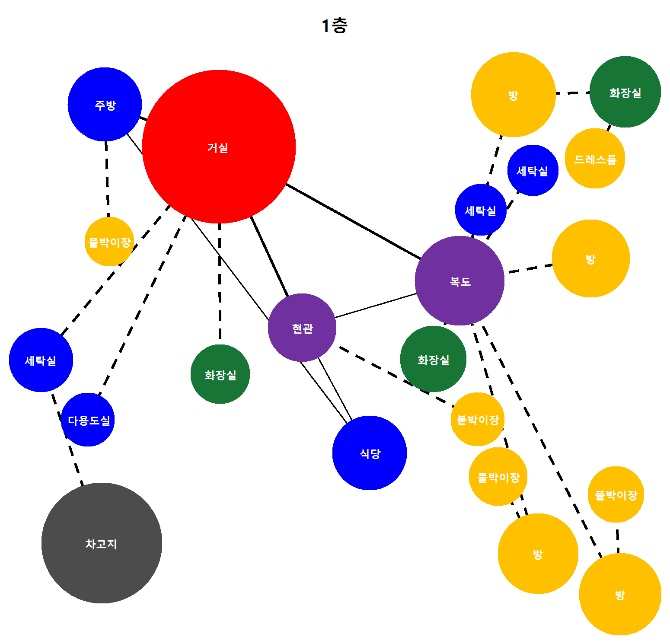 1층
주방
거실
방
화장실
드레스룸
세탁실
세탁실
붙박이장
방
복도
현관
세탁실
화장실
화장실
다용도실
붙박이장
식당
붙박이장
붙박이장
차고지
방
방